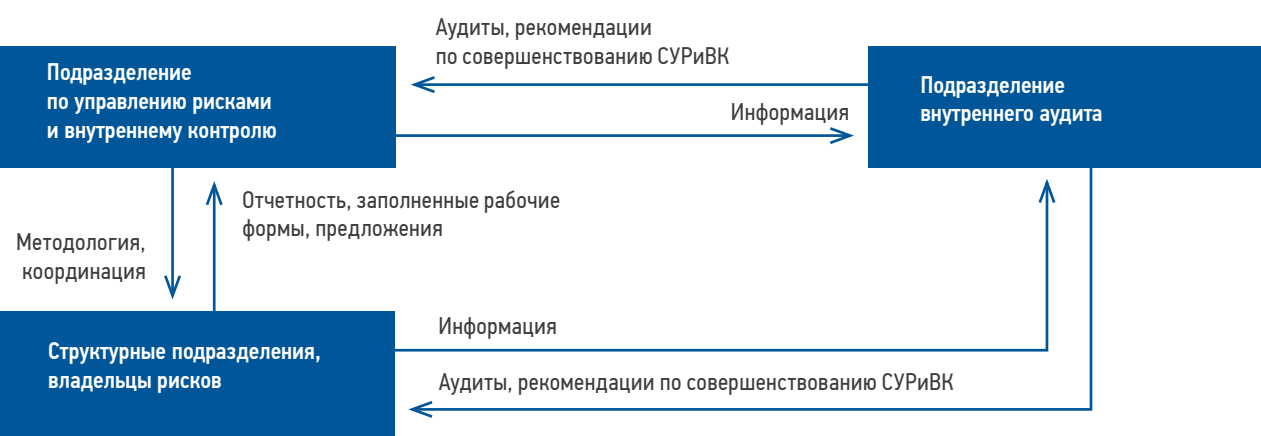 Аудиты, рекомендации
по совершенствованию СУРиВК
Подразделение
по управлению рисками
и внутреннему контролю
Подразделение
внутреннего аудита
Информация
Отчетность, заполненные рабочие
формы, предложения
Методология,
координация
Информация
Структурные подразделения,
владельцы рисков
Аудиты, рекомендации по совершенствованию СУРиВК